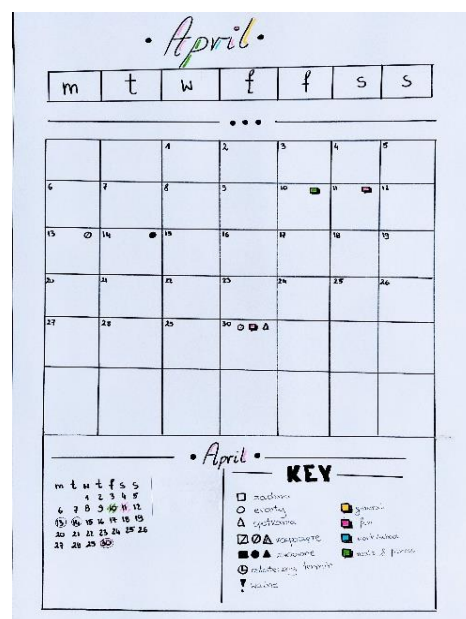 • April •
m t w t f s s
1 2 3 4 5
6 7 8 9 10 11 12
13 14 15 16 17 18 19
20 21 22 23 24 25 26
27 28 29 30
• April •
KEY
m t w t f s s
1 2 3 4 5
6 7 8 9 10 11 12
13 14 15 16 17 18 19
20 21 22 23 24 25 26
27 28 29 30
eventy
spotkania
rozpoczęte
ważne
fun